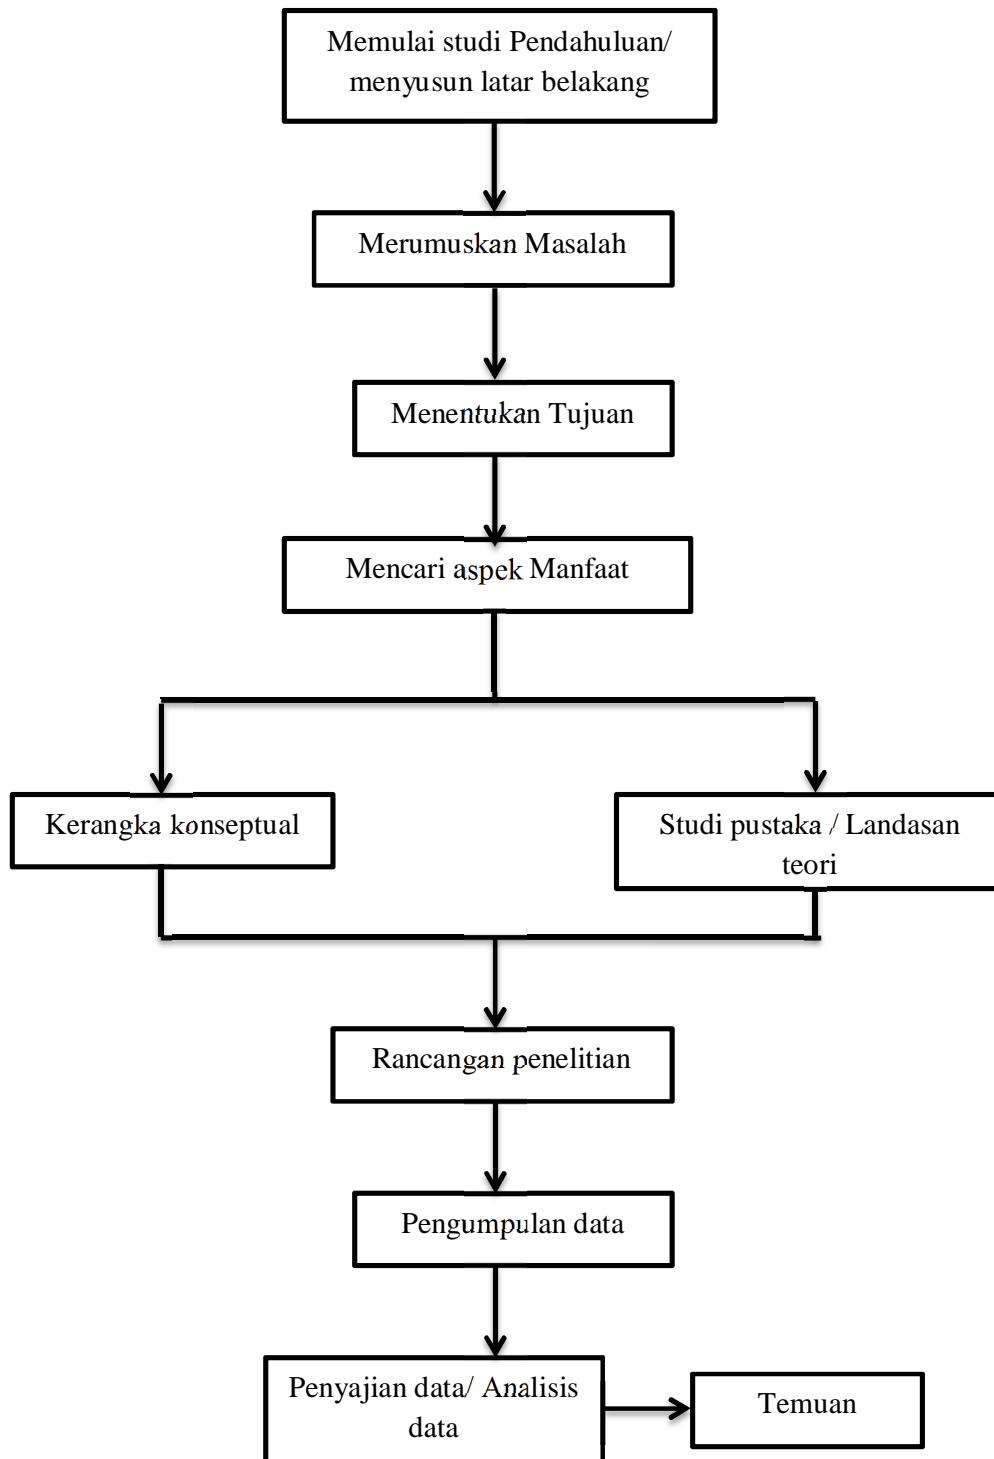 Memulai studi Pendahuluan/
menyusun latar belakang
Merumuskan Masalah
Menentukan Tujuan
Mencari aspek Manfaat
Kerangka konseptual
Studi pustaka / Landasan
teori
Rancangan penelitian
Pengumpulan data
Penyajian data/ Analisis
data
Temuan